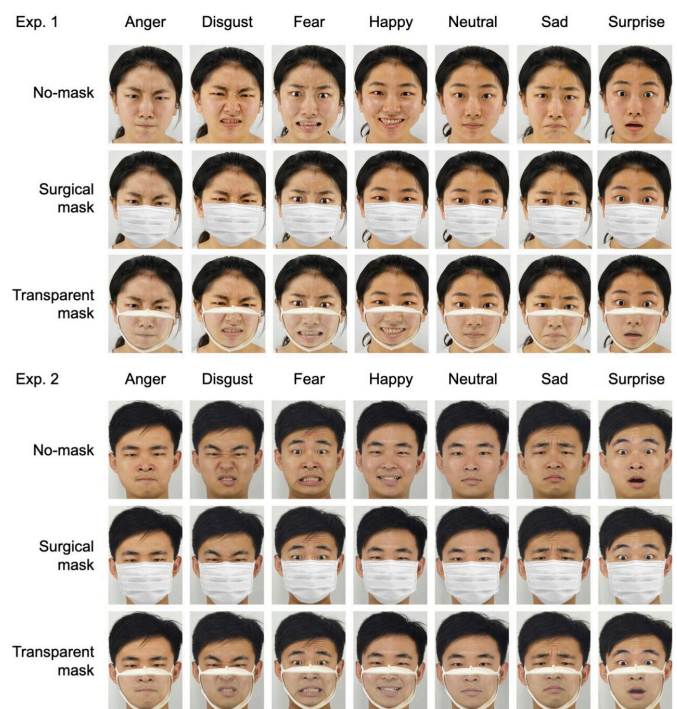 Exp. 1 Anger Disgust Fear Happy Neutral Sad Surprise
No-mask
Surgical
mask
Transparent
mask
Exp. 2 Anger Disgust Fear Happy Neutral Sad Surprise
No-mask
Surgical
mask
Transparent
mask